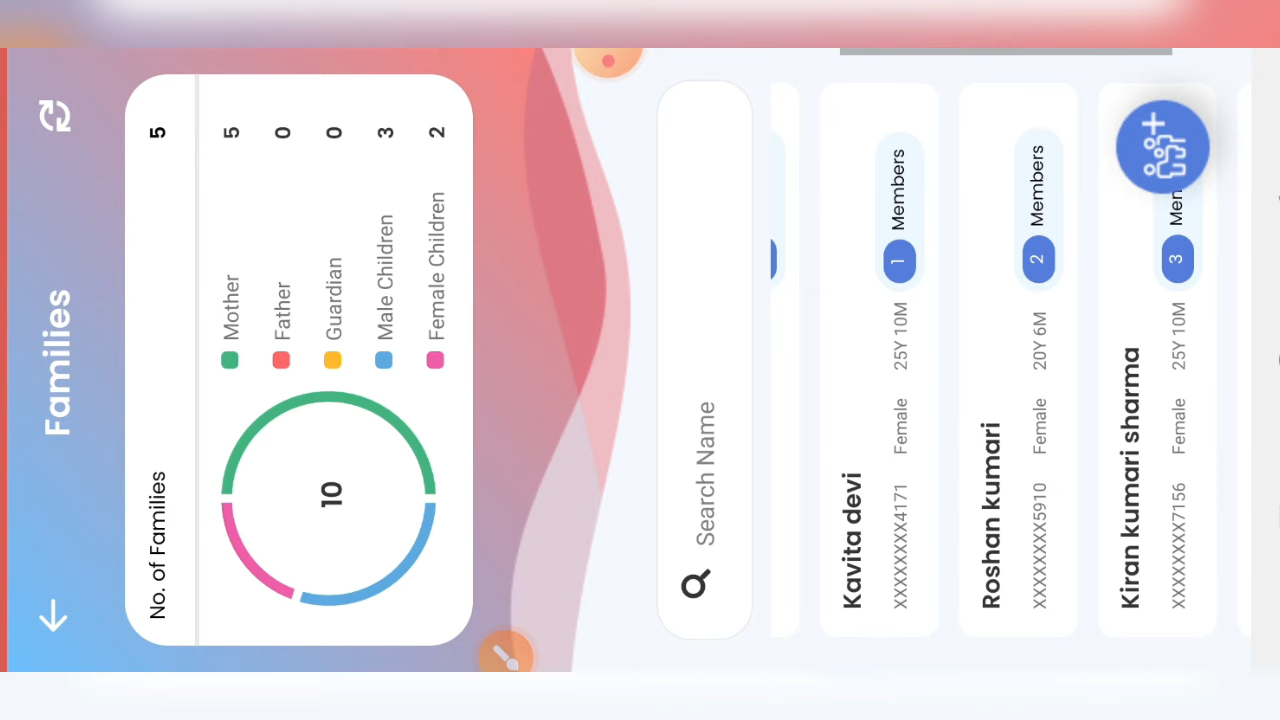 Families
No. of Families 5
10
Mother 5
Father 0
Guardian 0
Male Children 3
Female Children 2
Search Name
Kavita devi
XXXXXXXX4171 Female 25Y 10M 1 Members
Roshan kumari
XXXXXXXX5910 Female 20Y 6M 2 Members
Kiran kumari sharma
XXXXXXXX7156 Female 25Y 10M 3 Mem